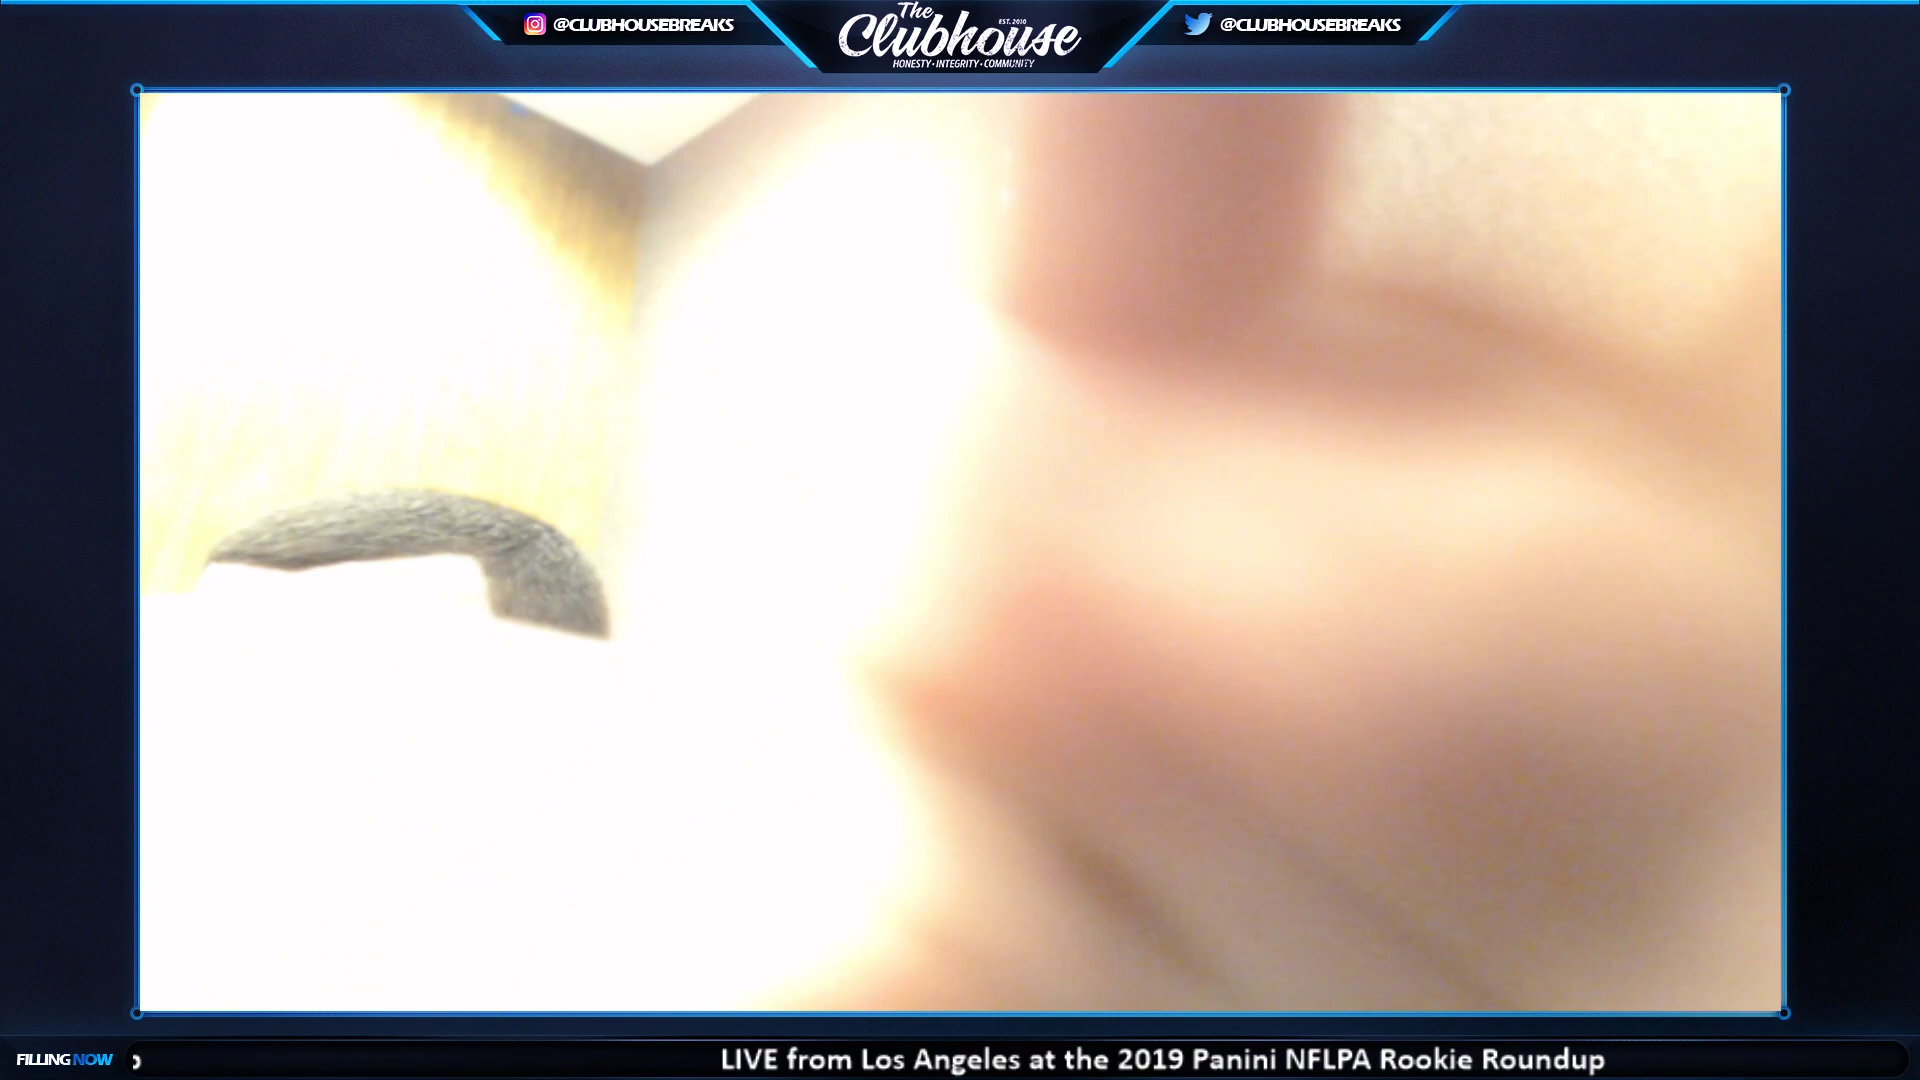 @CLUBHOUSEBREAKS
The
EST. 2010
Clubhouse
HONESTY • INTEGRITY • COMMUNITY
@CLUBHOUSEBREAKS
FILLING NOW
LIVE from Los Angeles at the 2019 Panini NFLPA Rookie Roundup